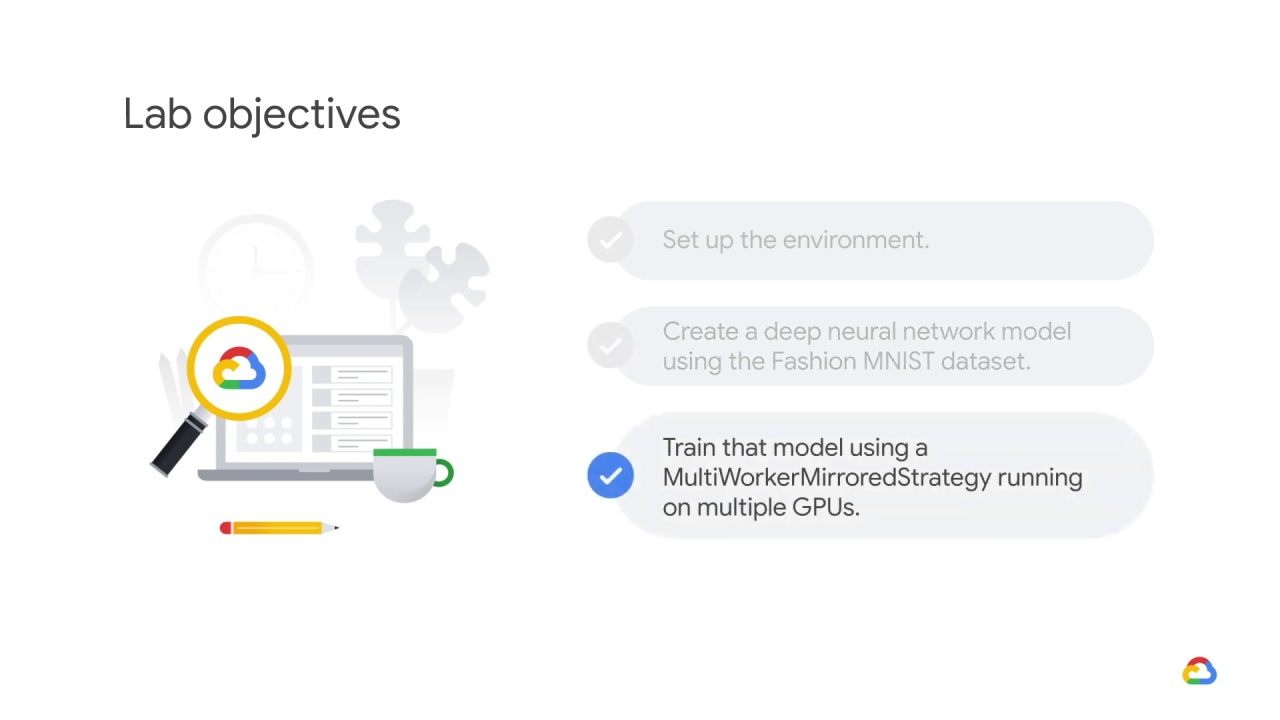 Lab objectives
Set up the environment.
Create a deep neural network model
using the Fashion MNIST dataset.
Train that model using a
MultiWorkerMirroredStrategy running
on multiple GPUs.